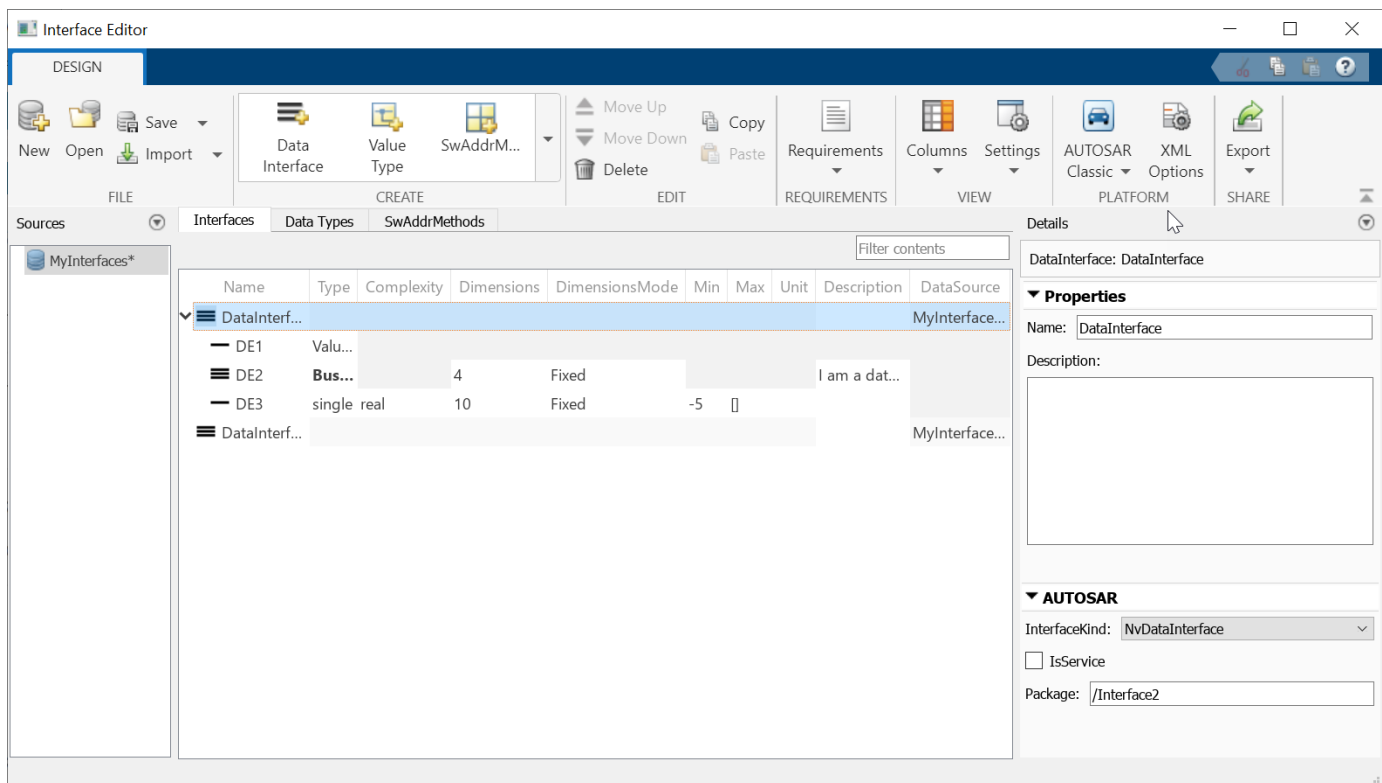 Interface Editor
DESIGN
New
Open
Save
Import
FILE
Data Interface
Value Type
SwAddrM...
CREATE
Move Up
Move Down
Delete
Copy
Paste
EDIT
Requirements
REQUIREMENTS
Columns
Settings
VIEW
AUTOSAR Classic
XML Options
PLATFORM
Export
SHARE
Sources
MyInterfaces*
Interfaces Data Types SwAddrMethods
Filter contents
Name Type Complexity Dimensions DimensionsMode Min Max Unit Description DataSource
DataInterf... MyInterface...
DE1 Valu...
DE2 Bus... 4 Fixed I am a dat...
DE3 single real 10 Fixed -5 []
DataInterf... MyInterface...
Details
DataInterface: DataInterface
Properties
Name: DataInterface
Description:
AUTOSAR
InterfaceKind: NvDataInterface
IsService
Package: /Interface2